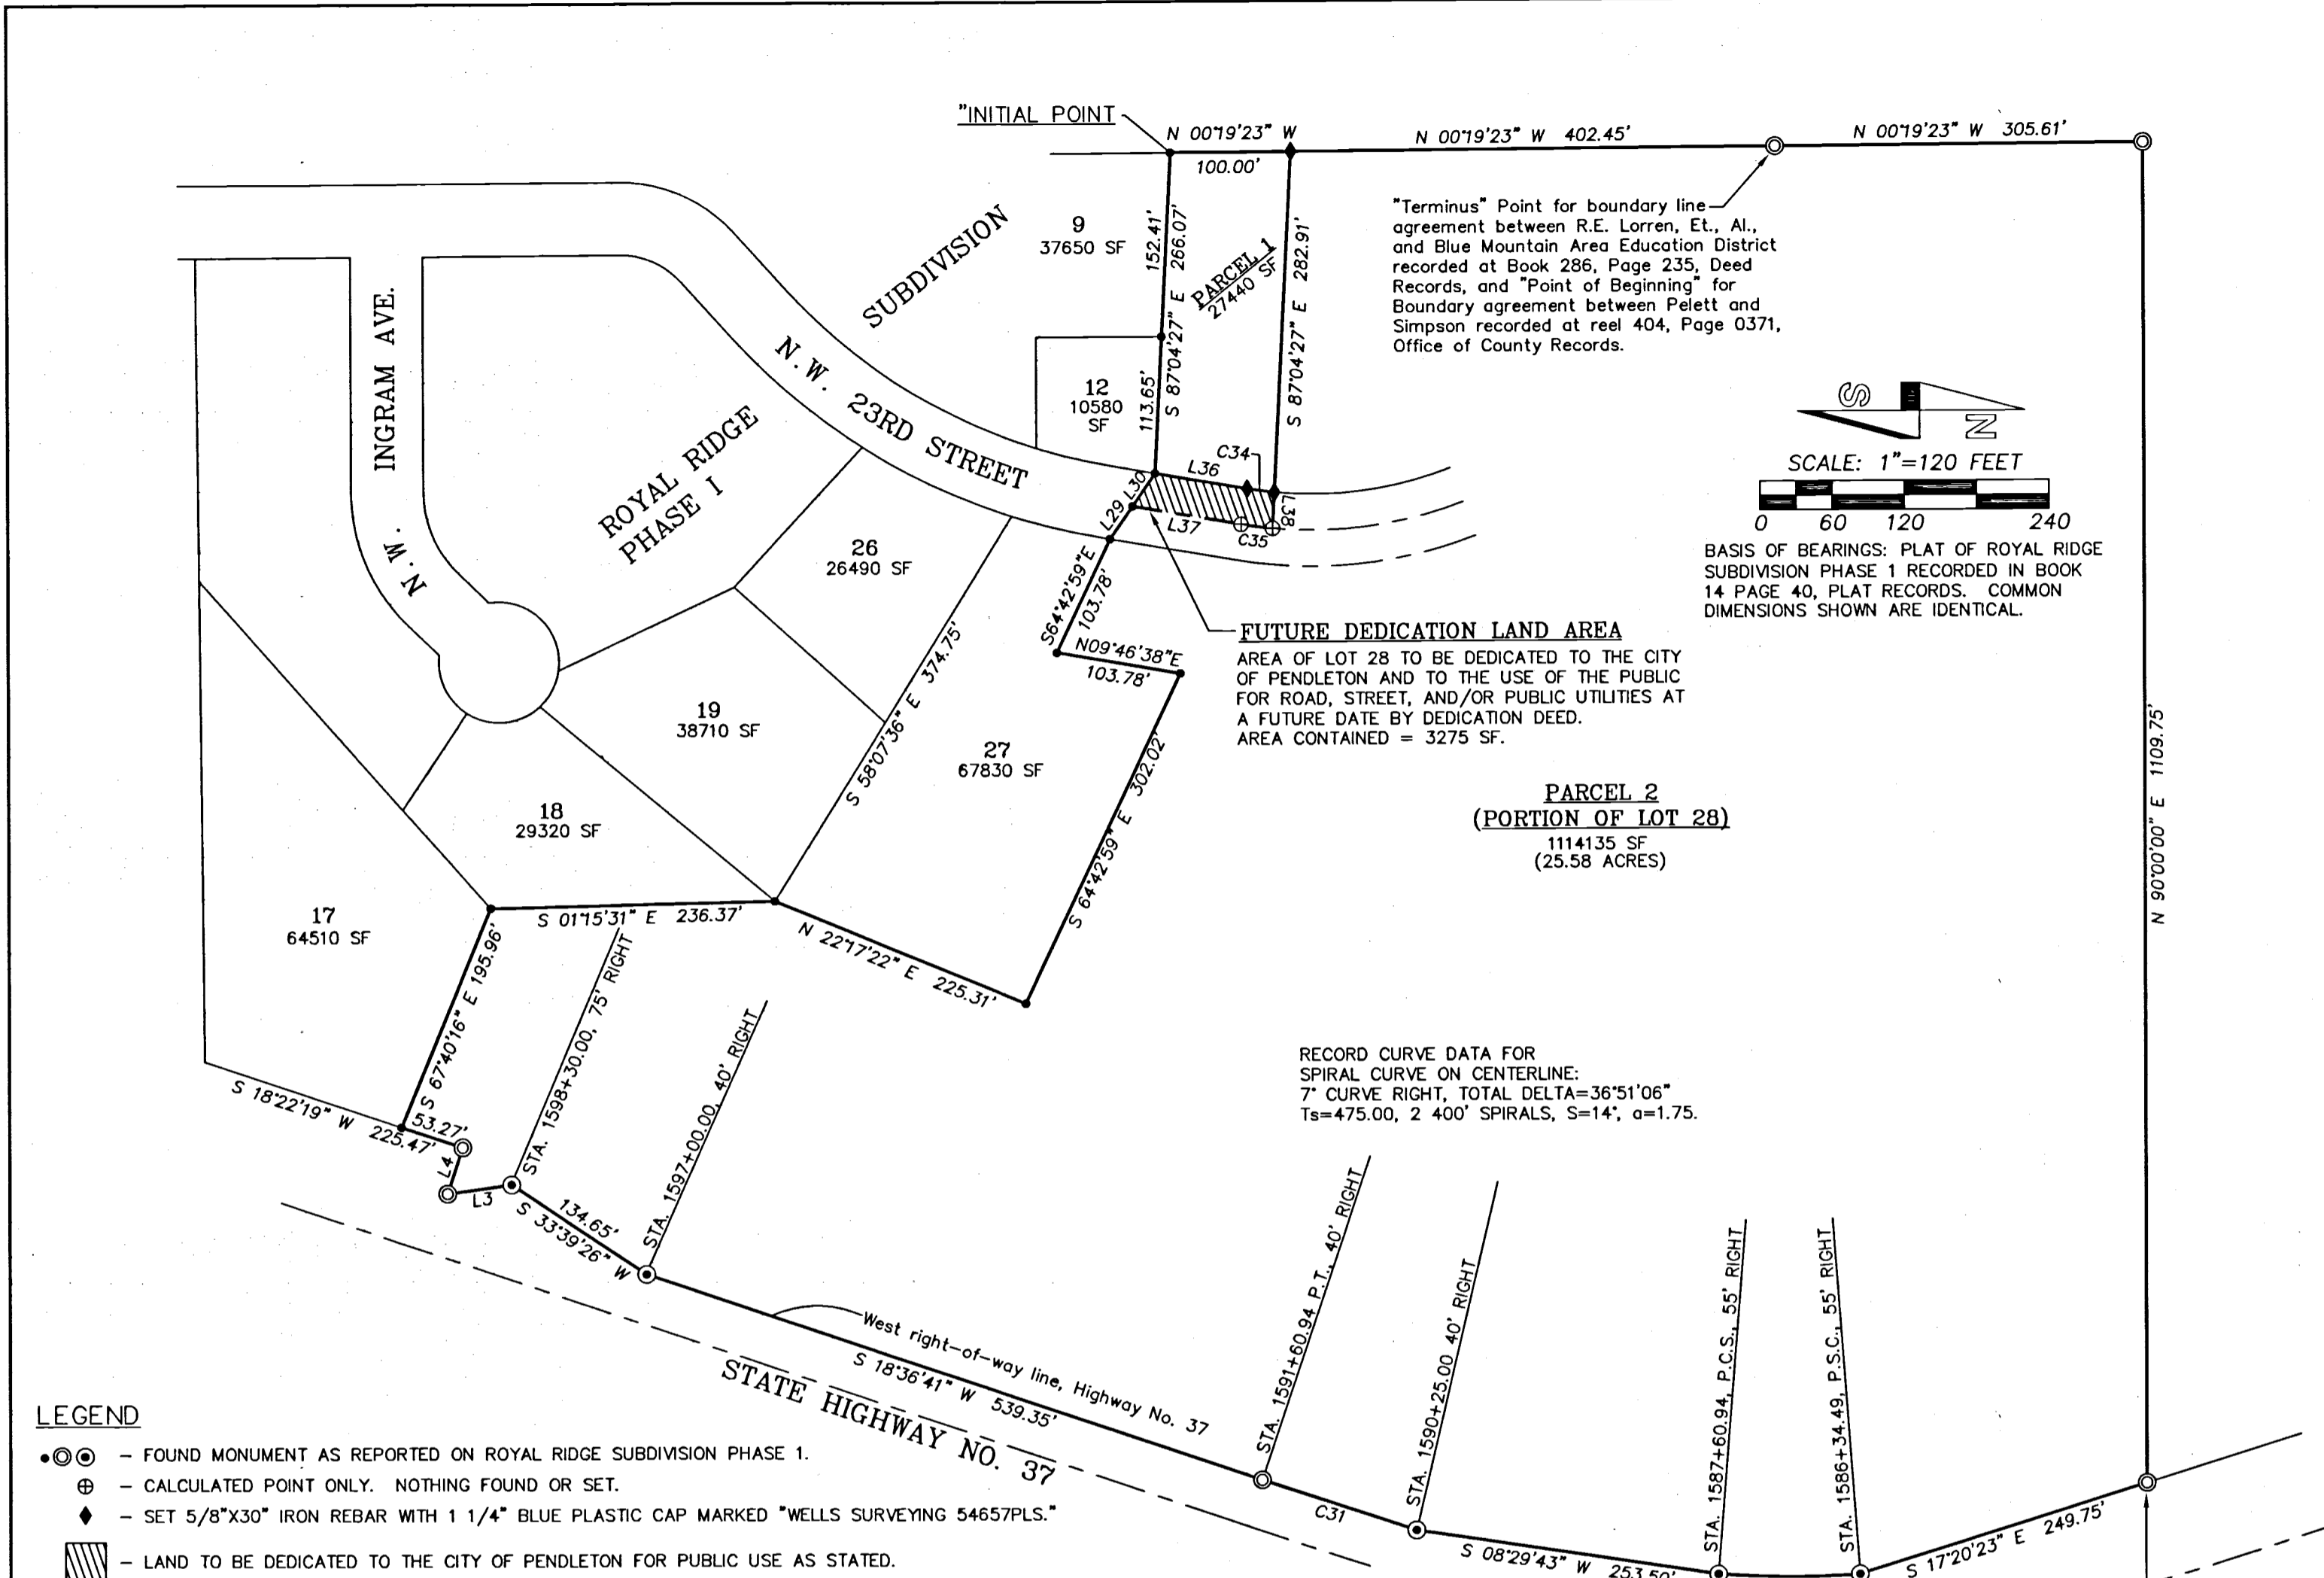 "INITIAL POINT
N 00°19'23" W
100.00'
N 00°19'23" W 402.45'
N 00°19'23" W 305.61'
"Terminus" Point for boundary line
agreement between R.E. Lorren, Et., Al.,
and Blue Mountain Area Education District
recorded at Book 286, Page 235, Deed
Records, and "Point of Beginning" for
Boundary agreement between Pelett and
Simpson recorded at reel 404, Page 0371,
Office of County Records.
SUBDIVISION
9
37650 SF
152.41'
S 87°04'27" E 266.07'
PARCEL 1
27440 SF
S 87°04'27" E 282.91'
12
10580
SF
113.65'
N.W. INGRAM AVE.
N.W. 23RD STREET
ROYAL RIDGE
PHASE I
C34
L36
L30
L29
L37
L38
C35
S
N
SCALE: 1"=120 FEET
0 60 120 240
BASIS OF BEARINGS: PLAT OF ROYAL RIDGE
SUBDIVISION PHASE 1 RECORDED IN BOOK
14 PAGE 40, PLAT RECORDS. COMMON
DIMENSIONS SHOWN ARE IDENTICAL.
26
26490 SF
S64°42'59"E
103.78'
N09°46'38"E
103.78'
FUTURE DEDICATION LAND AREA
AREA OF LOT 28 TO BE DEDICATED TO THE CITY
OF PENDLETON AND TO THE USE OF THE PUBLIC
FOR ROAD, STREET, AND/OR PUBLIC UTILITIES AT
A FUTURE DATE BY DEDICATION DEED.
AREA CONTAINED = 3275 SF.
19
38710 SF
S 58°07'36" E 374.75'
27
67830 SF
S 64°42'59" E 302.02'
N 90°00'00" E 1109.75'
PARCEL 2
(PORTION OF LOT 28)
1114135 SF
(25.58 ACRES)
18
29320 SF
17
64510 SF
S 01°15'31" E 236.37'
N 22°17'22" E 225.31'
S 67°40'16" E 195.96'
S 18°22'19" W 225.47'
53.27'
L4
L3
STA. 1598+30.00, 75' RIGHT
134.65'
S 33°39'26" W
STA. 1597+00.00, 40' RIGHT
RECORD CURVE DATA FOR
SPIRAL CURVE ON CENTERLINE:
7° CURVE RIGHT, TOTAL DELTA=36°51'06"
Ts=475.00, 2 400' SPIRALS, S=14°, a=1.75.
West right-of-way line, Highway No. 37
S 18°36'41" W 539.35'
STATE HIGHWAY NO. 37
STA. 1591+60.94 P.T., 40' RIGHT
STA. 1590+25.00 40' RIGHT
STA. 1587+60.94, P.C.S., 55' RIGHT
STA. 1586+34.49, P.S.C., 55' RIGHT
C31
S 08°29'43" W 253.50'
S 17°20'23" E 249.75'
LEGEND
– FOUND MONUMENT AS REPORTED ON ROYAL RIDGE SUBDIVISION PHASE 1.
– CALCULATED POINT ONLY. NOTHING FOUND OR SET.
– SET 5/8"X30" IRON REBAR WITH 1 1/4" BLUE PLASTIC CAP MARKED "WELLS SURVEYING 54657PLS."
– LAND TO BE DEDICATED TO THE CITY OF PENDLETON FOR PUBLIC USE AS STATED.